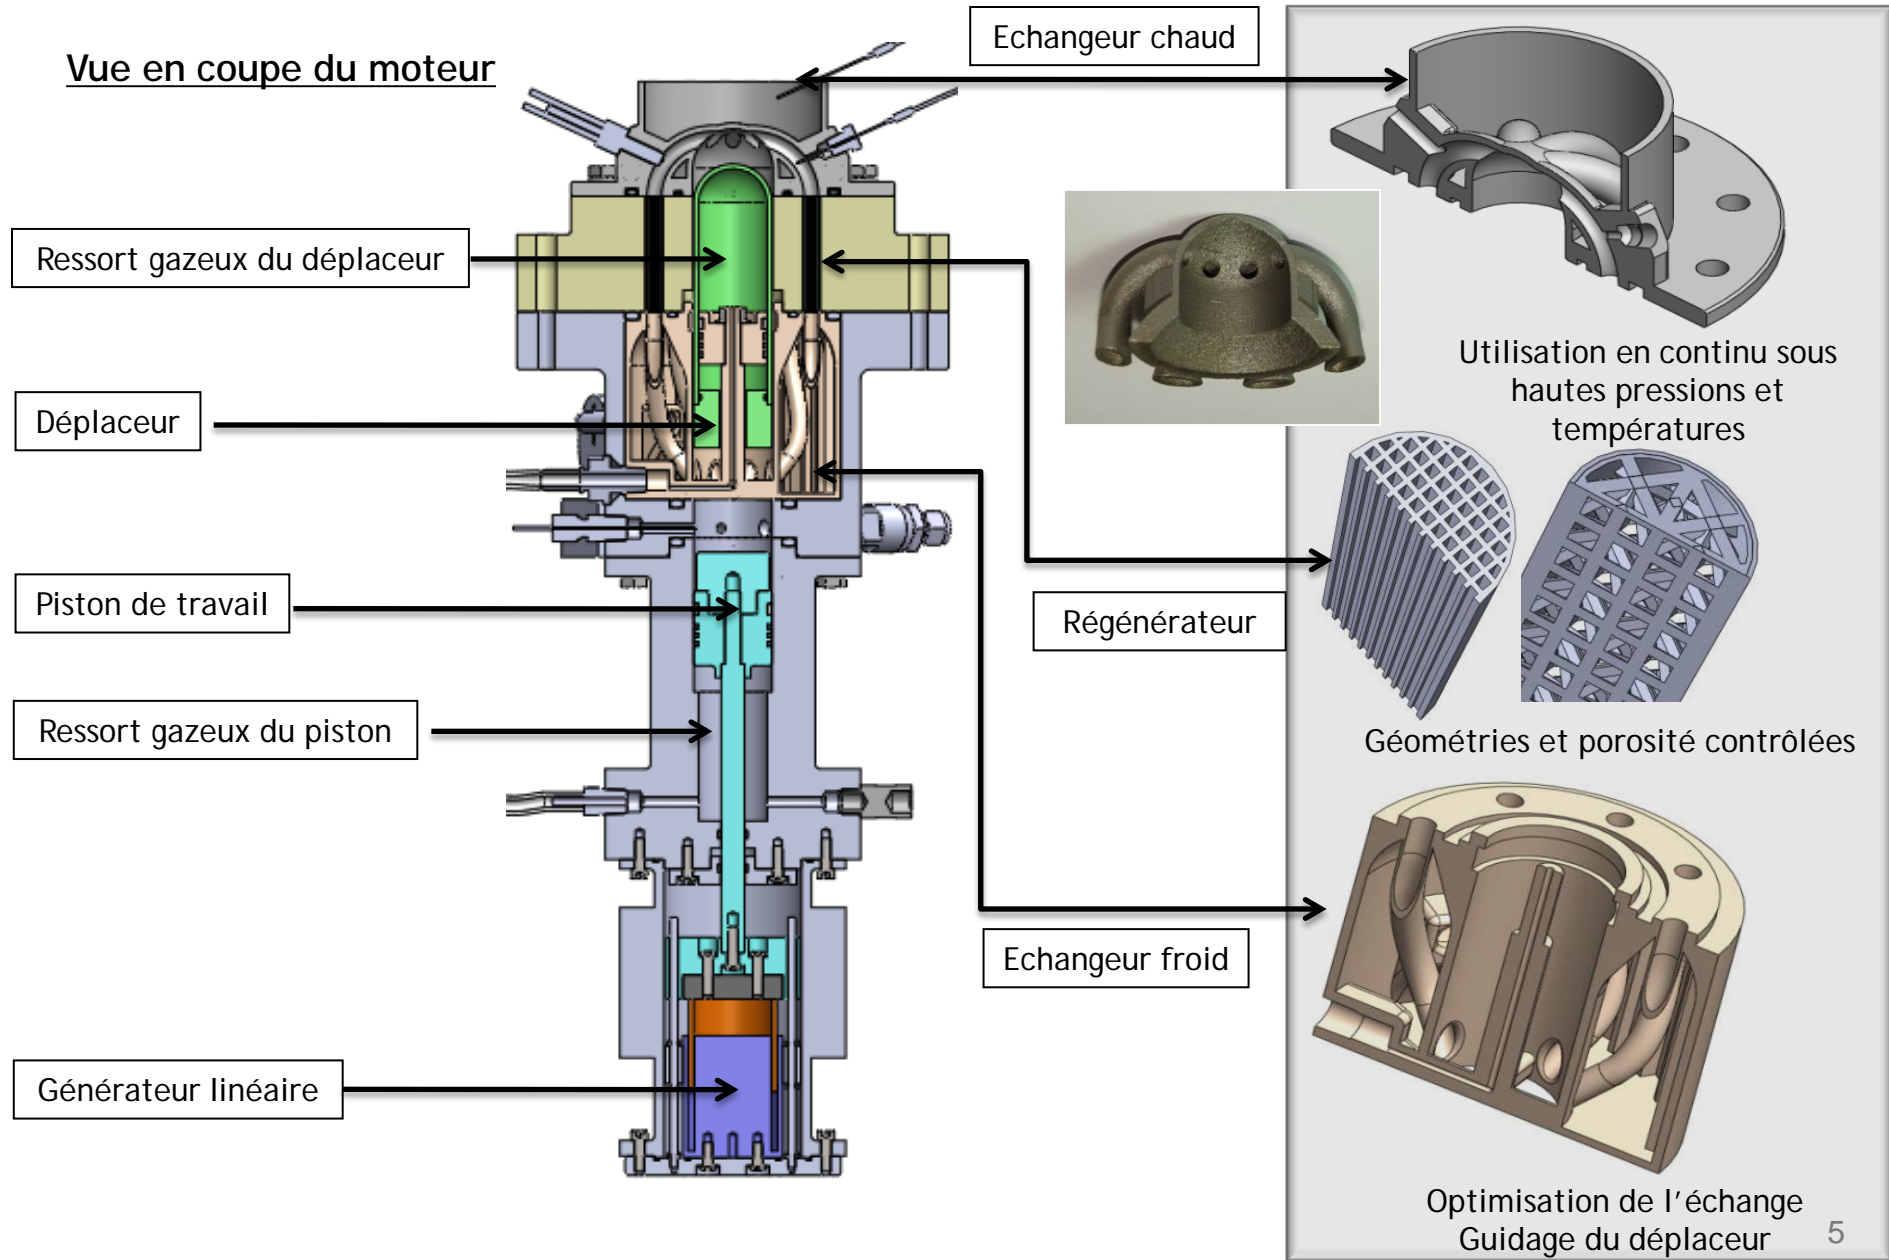 Vue en coupe du moteur
Echangeur chaud
Ressort gazeux du déplaceur
Déplaceur
Piston de travail
Ressort gazeux du piston
Générateur linéaire
Régénérateur
Echangeur froid
Utilisation en continu sous
hautes pressions et
températures
Géométries et porosité contrôlées
Optimisation de l'échange
Guidage du déplaceur
5